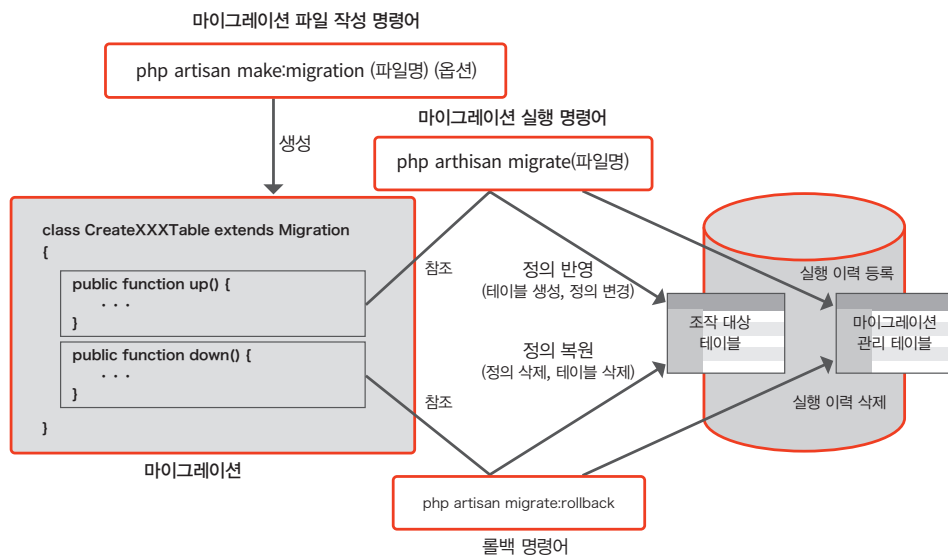 마이그레이션 파일 작성 명령어
php artisan make:migration (파일명) (옵션)
생성
마이그레이션 실행 명령어
php arthisan migrate(파일명)
class CreateXXXTable extends Migration
{
public function up() {
. . .
}
public function down() {
. . .
}
}
마이그레이션
참조
참조
정의 반영
(테이블 생성, 정의 변경)
정의 복원
(정의 삭제, 테이블 삭제)
실행 이력 등록
조작 대상
테이블
마이그레이션
관리 테이블
실행 이력 삭제
php artisan migrate:rollback
롤백 명령어